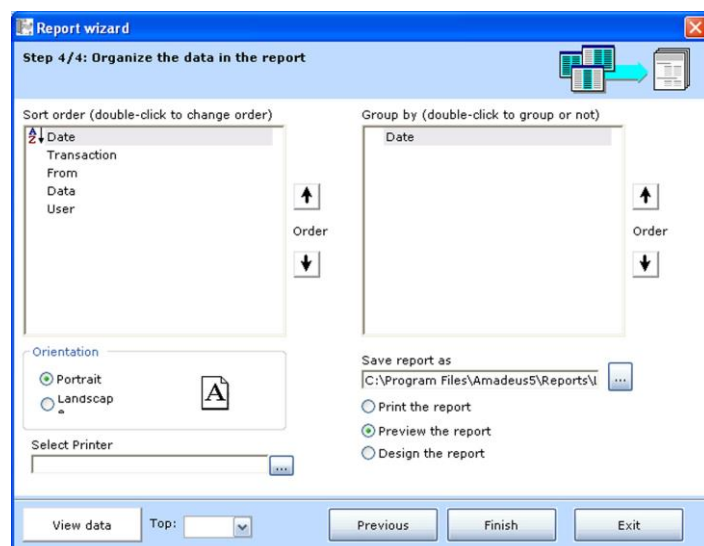 Report wizard
Step 4/4: Organize the data in the report
Sort order (double-click to change order)
Date
Transaction
From
Data
User
Order
Group by (double-click to group or not)
Date
Order
Orientation
Portrait
Landscap
A
Select Printer
...
Save report as
C:\Program Files\Amadeus5\Reports\
...
Print the report
Preview the report
Design the report
View data
Top:
Previous
Finish
Exit